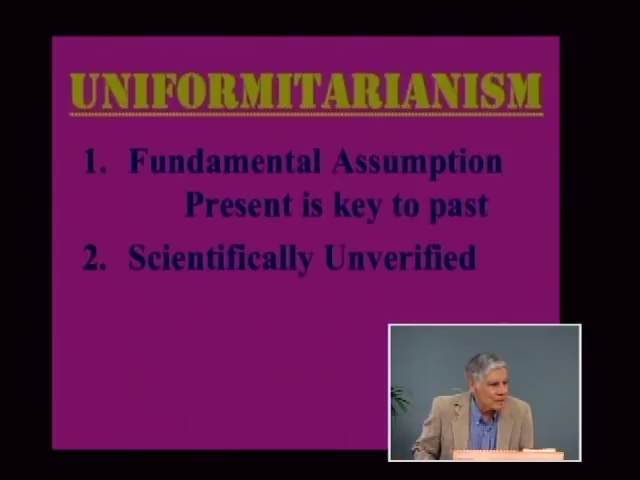 UNIFORMITARIANISM
1. Fundamental Assumption
Present is key to past
2. Scientifically Unverified